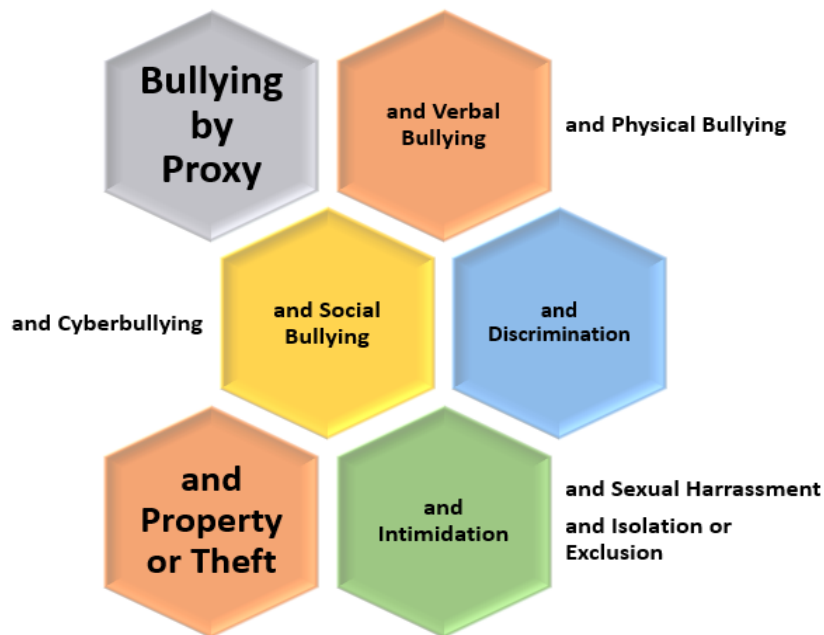 Bullying
by
Proxy
and Verbal
Bullying
and Physical Bullying
and Cyberbullying
and Social
Bullying
and
Discrimination
and
Property
or Theft
and
Intimidation
and Sexual Harrassment
and Isolation or
Exclusion